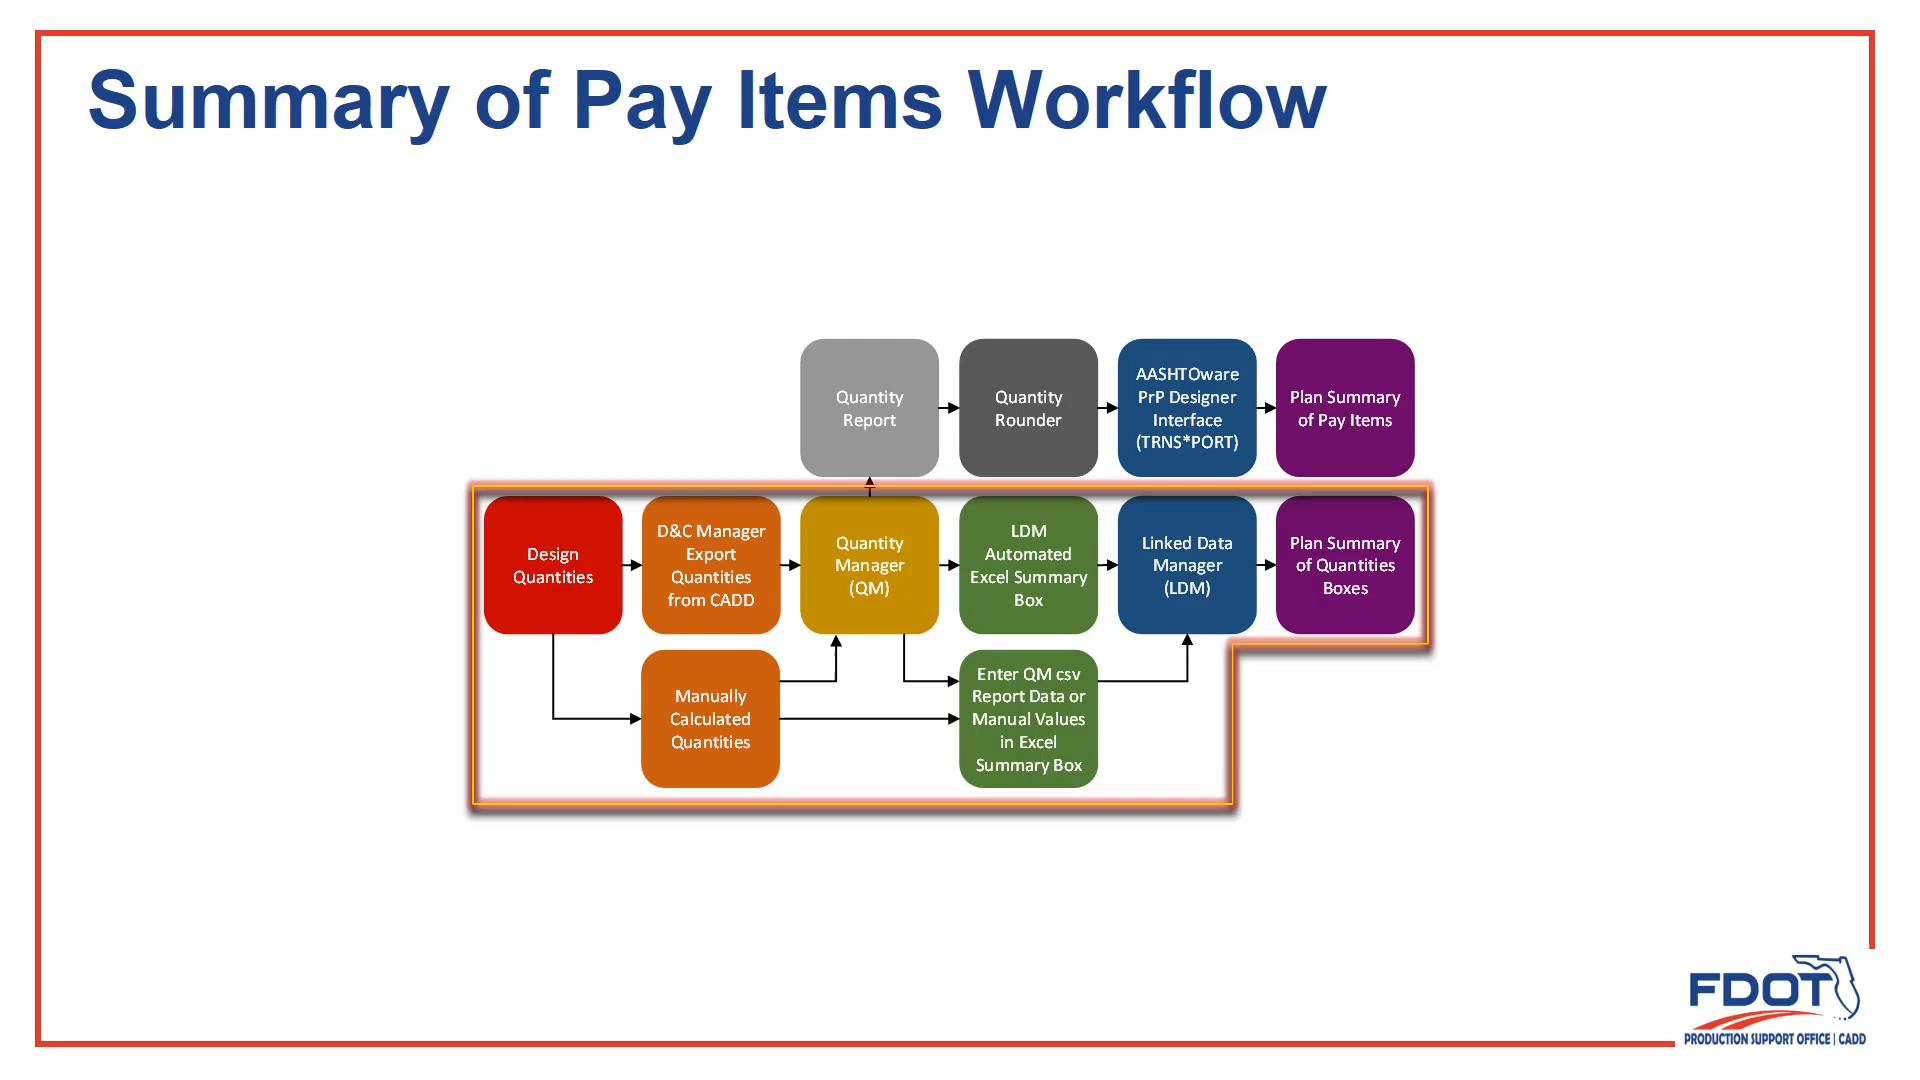 Summary of Pay Items Workflow
Quantity
Report
Quantity
Rounder
AASHTOware
PrP Designer
Interface
(TRNS*PORT)
Plan Summary
of Pay Items
Design
Quantities
D&C Manager
Export
Quantities
from CADD
Quantity
Manager
(QM)
LDM
Automated
Excel Summary
Box
Linked Data
Manager
(LDM)
Plan Summary
of Quantities
Boxes
Manually
Calculated
Quantities
Enter QM csv
Report Data or
Manual Values
in Excel
Summary Box
FDOT
PRODUCTION SUPPORT OFFICE | CADD